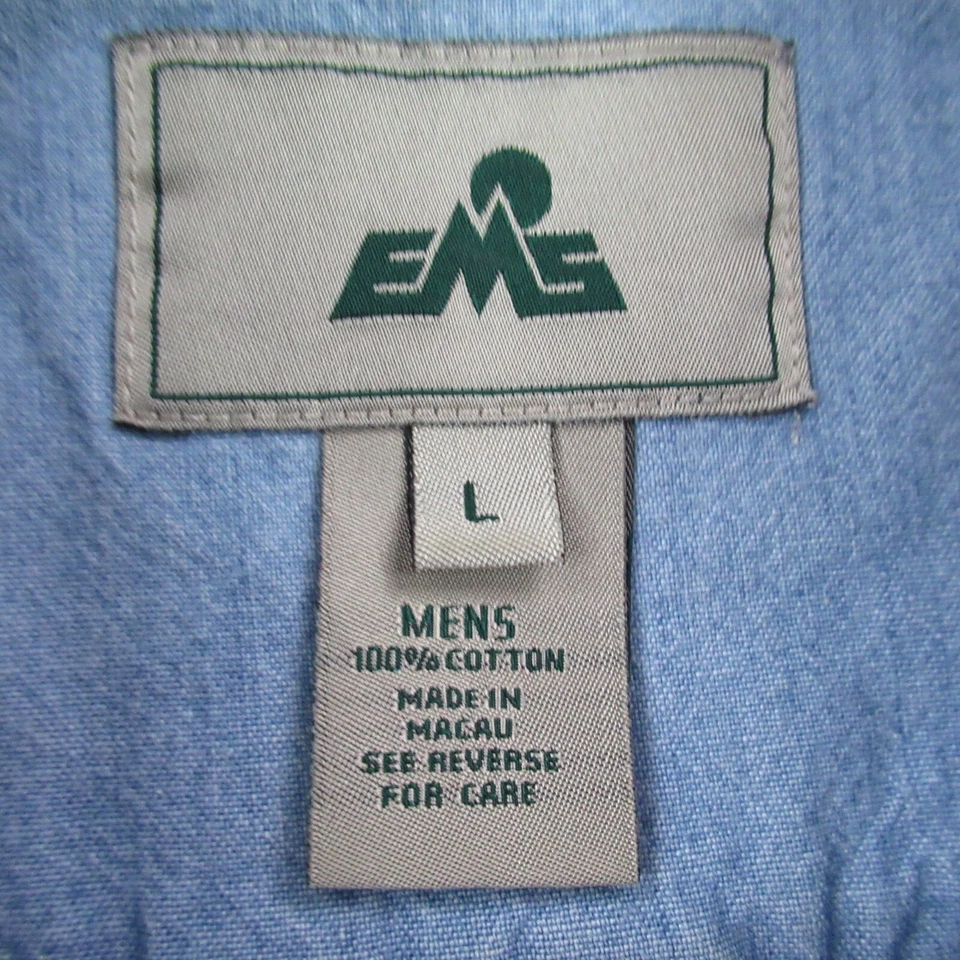 EMS
L
MENS
100% COTTON
MADE IN
MACAU
SEE REVERSE
FOR CARE